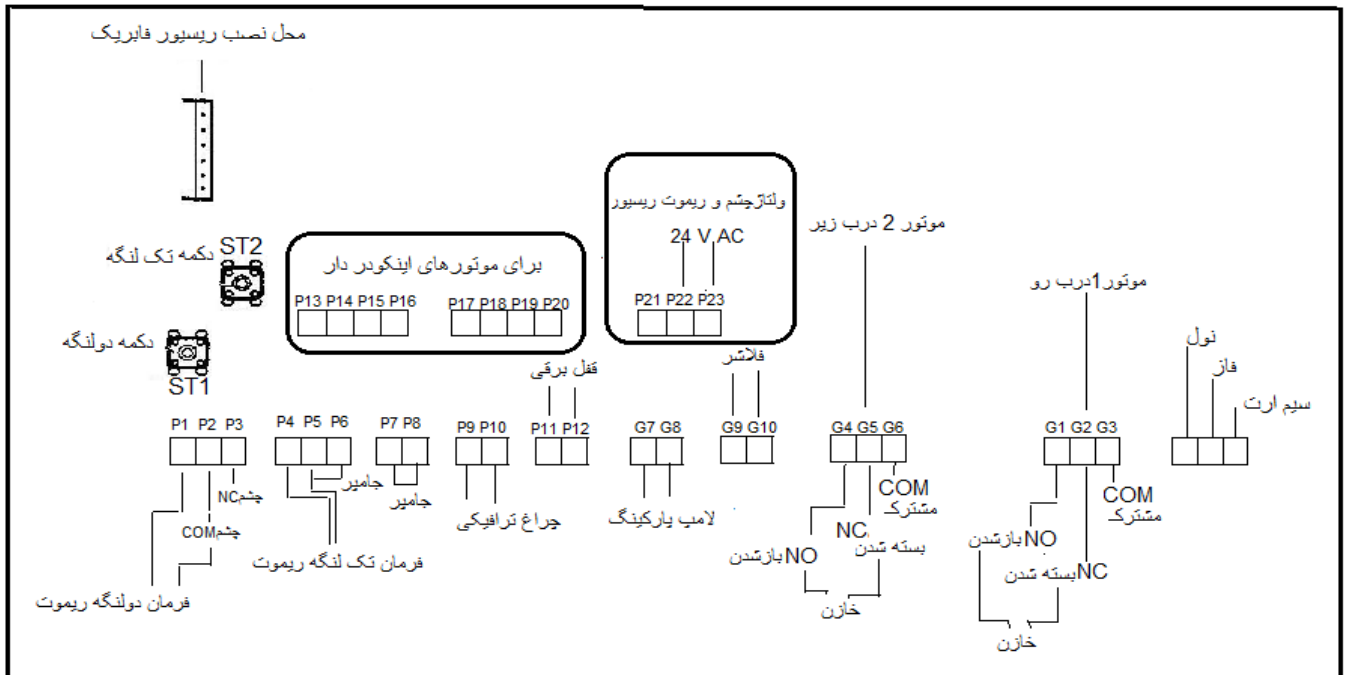 محل نصب ریسیور فابریک
ولتاژچشم و ریموت ریسیور
24 V AC
موتور 2 درب زیر
دکمه تک لنگه
ST2
برای موتورهای اینکودر دار
موتور1درب رو
P13 P14 P15 P16
P17 P18 P19 P20
P21 P22 P23
دکمه دولنگه
ST1
نول
فاز
سیم ارت
قفل برقی
فلاشر
P1 P2 P3
P4 P5 P6
P7 P8
P9 P10
P11 P12
G7 G8
G9 G10
G4 G5 G6
G1 G2 G3
چشمNC
چشمCOM
جامپر
جامپر
چراغ ترافیکی
لامپ پارکینگ
COM
مشترک
NC
بسته شدن
NOبازشدن
خازن
COM
مشترک
NOبازشدن
NCبسته شدن
خازن
فرمان تک لنگه ریموت
فرمان دولنگه ریموت